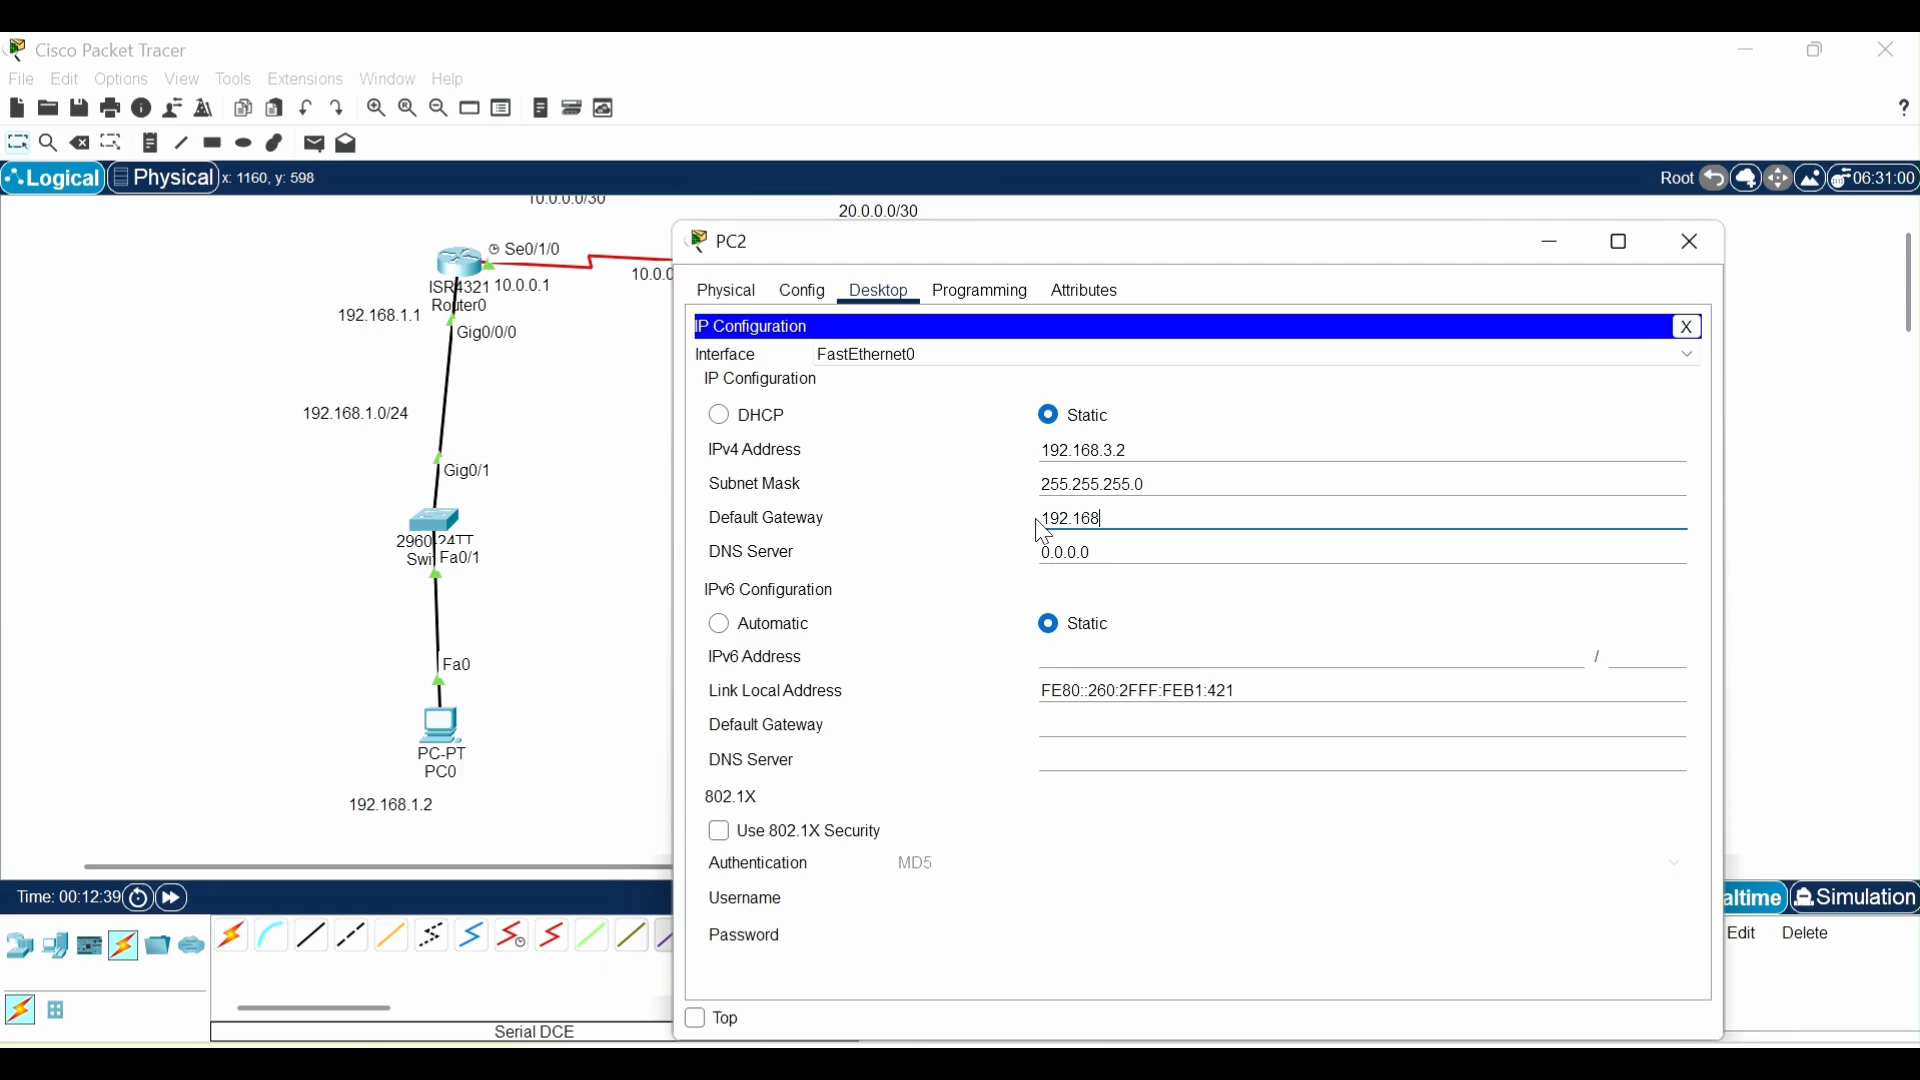 Cisco Packet Tracer
File Edit Options View Tools Extensions Window Help
?
Logical Physical x: 1160, y: 598
Root 06:31:00
10.0.0.0/30
20.0.0.0/30
Se0/1/0
10.0.0
ISR4321 10.0.0.1
Router0
192.168.1.1
Gig0/0/0
192.168.1.0/24
Gig0/1
2960-24TT
Swi Fa0/1
Fa0
PC-PT
PC0
192.168.1.2
PC2
Physical Config Desktop Programming Attributes
IP Configuration X
Interface FastEthernet0
IP Configuration
DHCP Static
IPv4 Address 192.168.3.2
Subnet Mask 255.255.255.0
Default Gateway 192.168
DNS Server 0.0.0.0
IPv6 Configuration
Automatic Static
IPv6 Address /
Link Local Address FE80::260:2FFF:FEB1:421
Default Gateway
DNS Server
802.1X
Use 802.1X Security
Authentication MD5
Username
Password
Top
Time: 00:12:39
altime Simulation
Edit Delete
Serial DCE